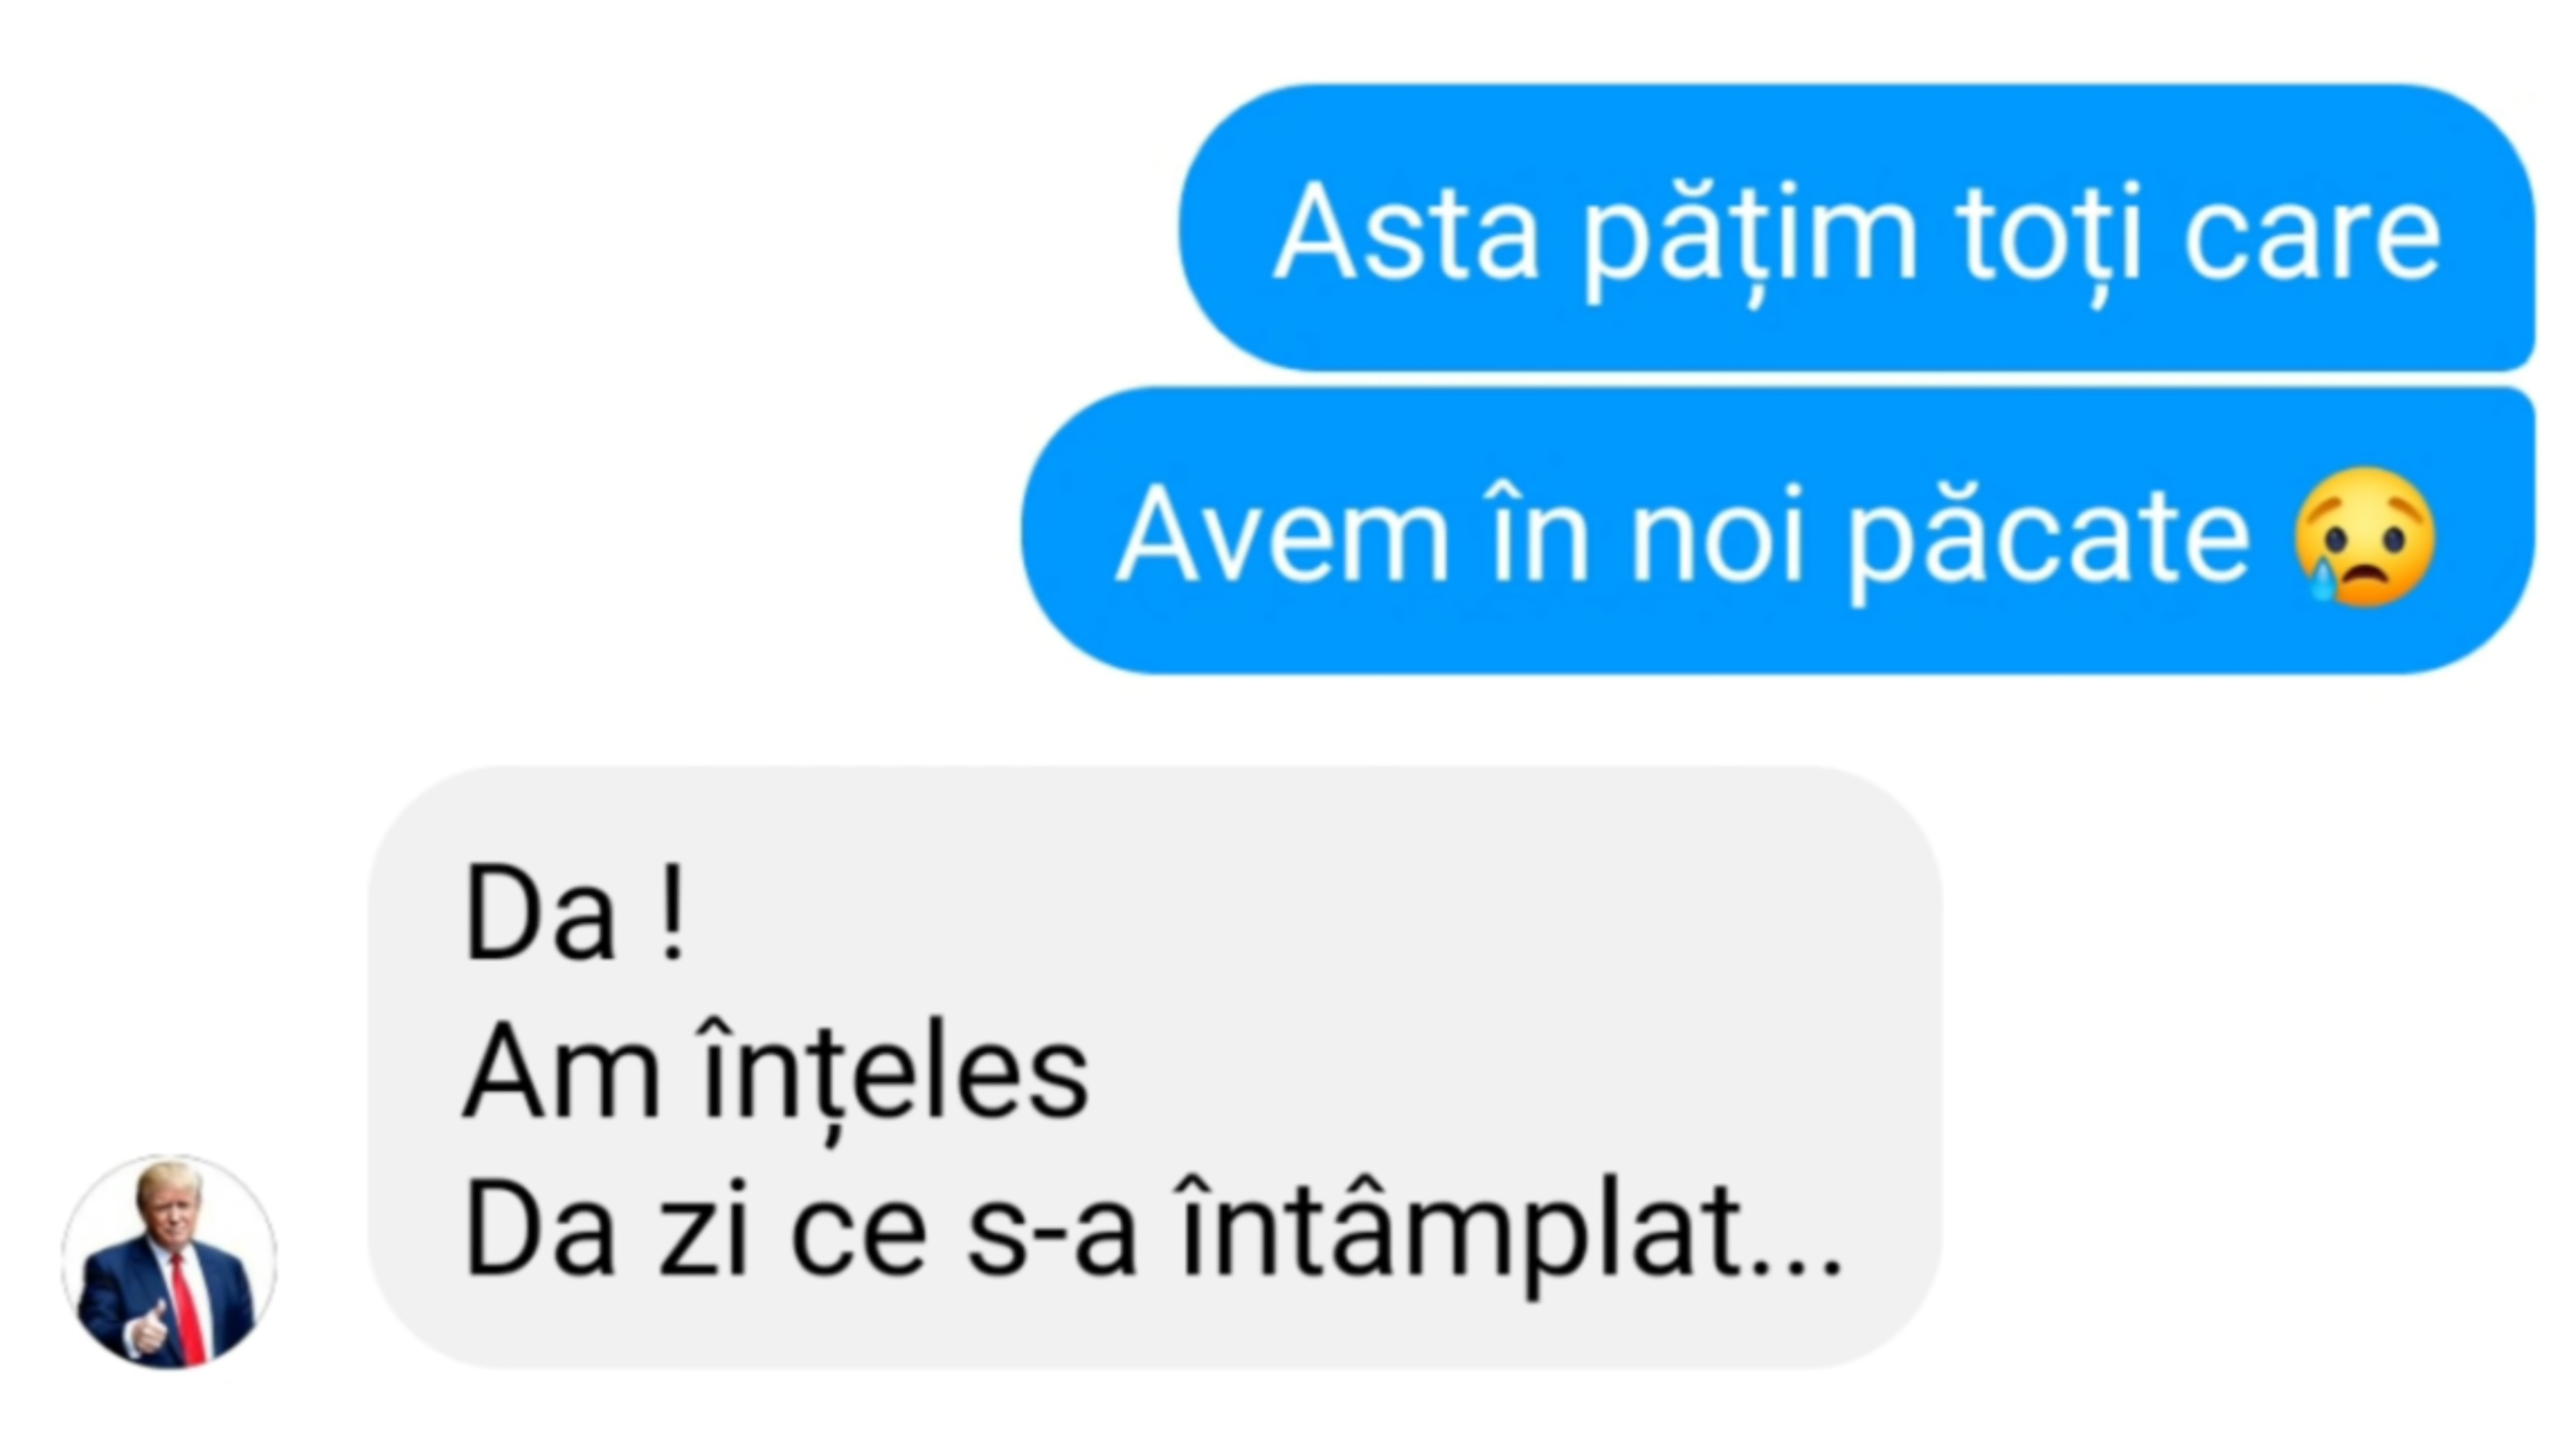 Asta pățim toți care
Avem în noi păcate 😢
Da !
Am înțeles
Da zi ce s-a întâmplat...